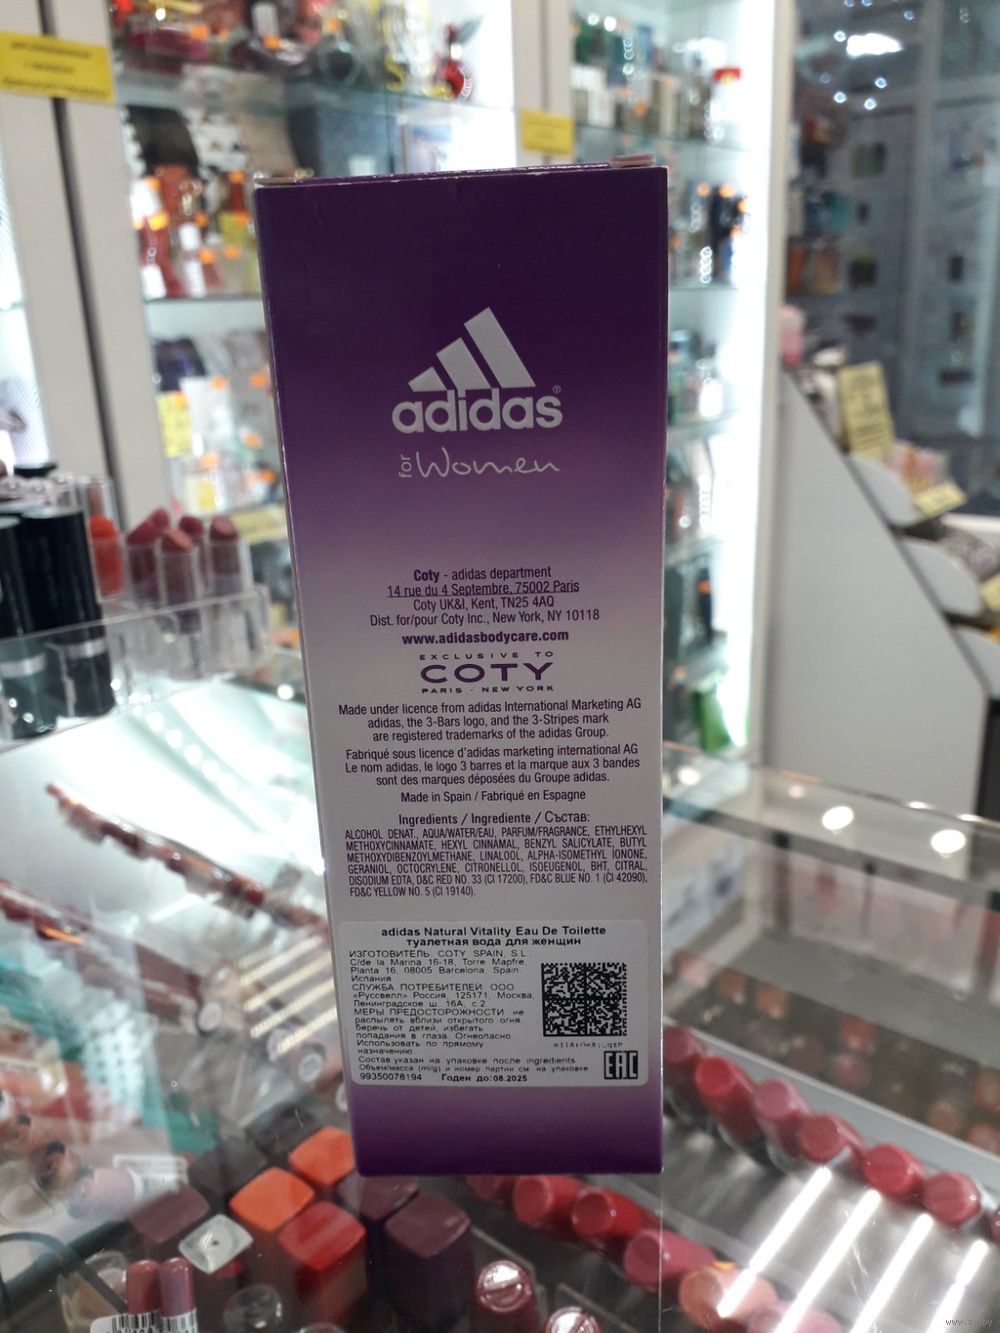 adidas®
for Women
Coty - adidas department
14 rue du 4 Septembre, 75002 Paris
Coty UK&I, Kent, TN25 4AQ
Dist. for/pour Coty Inc., New York, NY 10118
www.adidasbodycare.com
EXCLUSIVE TO
COTY
PARIS · NEW YORK
Made under licence from adidas International Marketing AG
adidas, the 3-Bars logo, and the 3-Stripes mark
are registered trademarks of the adidas Group.
Fabriqué sous licence d'adidas marketing international AG
Le nom adidas, le logo 3 barres et la marque aux 3 bandes
sont des marques déposées du Groupe adidas.
Made in Spain / Fabriqué en Espagne
Ingredients / Ingrediente / Състав:
ALCOHOL DENAT., AQUA/WATER/EAU, PARFUM/FRAGRANCE, ETHYLHEXYL
METHOXYCINNAMATE, HEXYL CINNAMAL, BENZYL SALICYLATE, BUTYL
METHOXYDIBENZOYLMETHANE, LINALOOL, ALPHA-ISOMETHYL IONONE,
GERANIOL, OCTOCRYLENE, CITRONELLOL, ISOEUGENOL, BHT, CITRAL,
DISODIUM EDTA, D&C RED NO. 33 (CI 17200), FD&C BLUE NO. 1 (CI 42090),
FD&C YELLOW NO. 5 (CI 19140).
adidas Natural Vitality Eau De Toilette
туалетная вода для женщин
ИЗГОТОВИТЕЛЬ COTY SPAIN, S.L.,
C/de la Marina 16-18, Torre Mapfre,
Planta 16, 08005 Barcelona, Spain,
Испания
СЛУЖБА ПОТРЕБИТЕЛЕЙ ООО
«Руссвелл» Россия, 125171, Москва,
Ленинградское ш. 16А, с.2
МЕРЫ ПРЕДОСТОРОЖНОСТИ: не
распылять вблизи открытого огня,
беречь от детей, избегать
попадания в глаза. Огнеопасно
Использовать по прямому
назначению
Состав указан на упаковке после ingredients
Объем/масса (ml/g) и номер партии см. на упаковке
99350078194 Годен до:08.2025
EAC